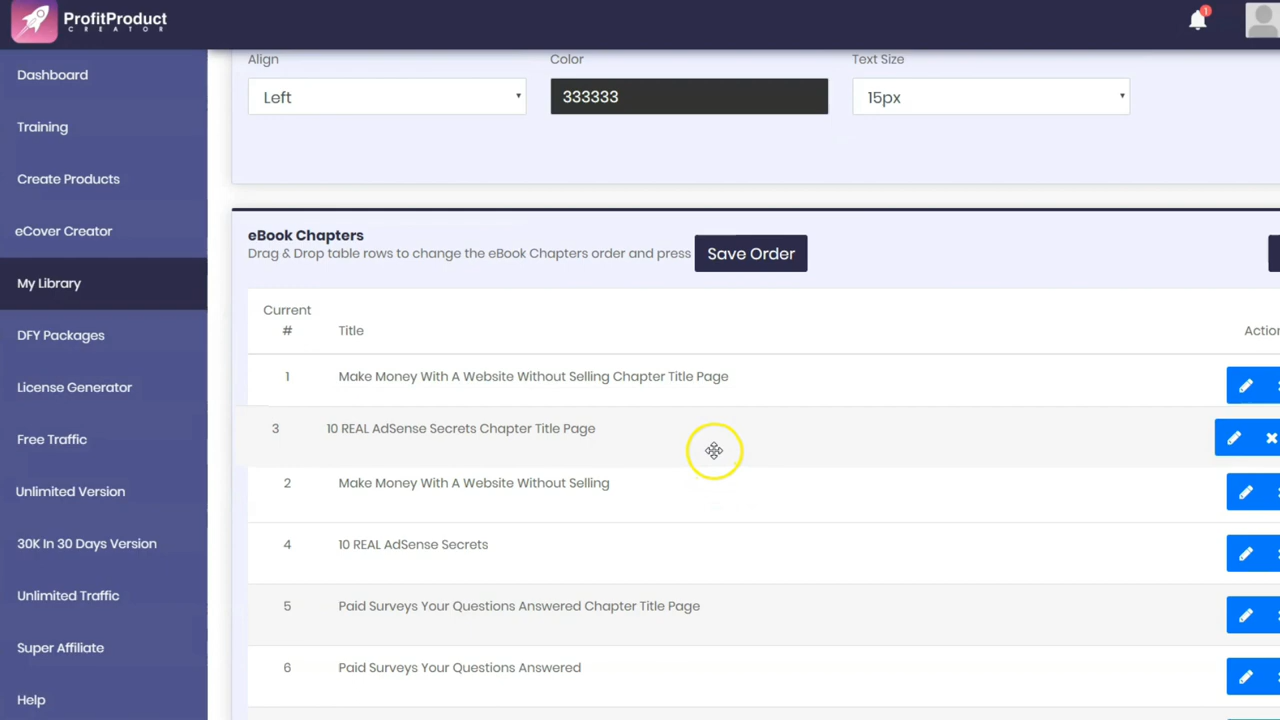 ProfitProduct
CREATOR
1
Dashboard
Training
Create Products
eCover Creator
My Library
DFY Packages
License Generator
Free Traffic
Unlimited Version
30K In 30 Days Version
Unlimited Traffic
Super Affiliate
Help
Align
Color
Text Size
Left
333333
15px
eBook Chapters
Drag & Drop table rows to change the eBook Chapters order and press
Save Order
Current
#
Title
Action
1
Make Money With A Website Without Selling Chapter Title Page
3
10 REAL AdSense Secrets Chapter Title Page
2
Make Money With A Website Without Selling
4
10 REAL AdSense Secrets
5
Paid Surveys Your Questions Answered Chapter Title Page
6
Paid Surveys Your Questions Answered